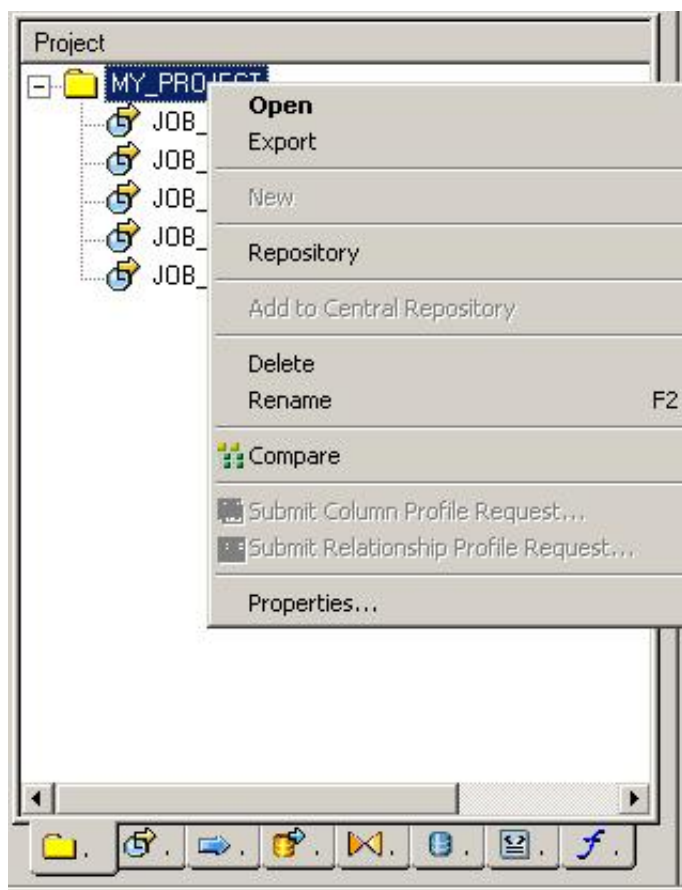 Project
MY_PROJECT
Open
JOB_
Export
JOB_
New
JOB_
JOB_
Repository
JOB_
Add to Central Repository
Delete
Rename F2
Compare
Submit Column Profile Request...
Submit Relationship Profile Request...
Properties...